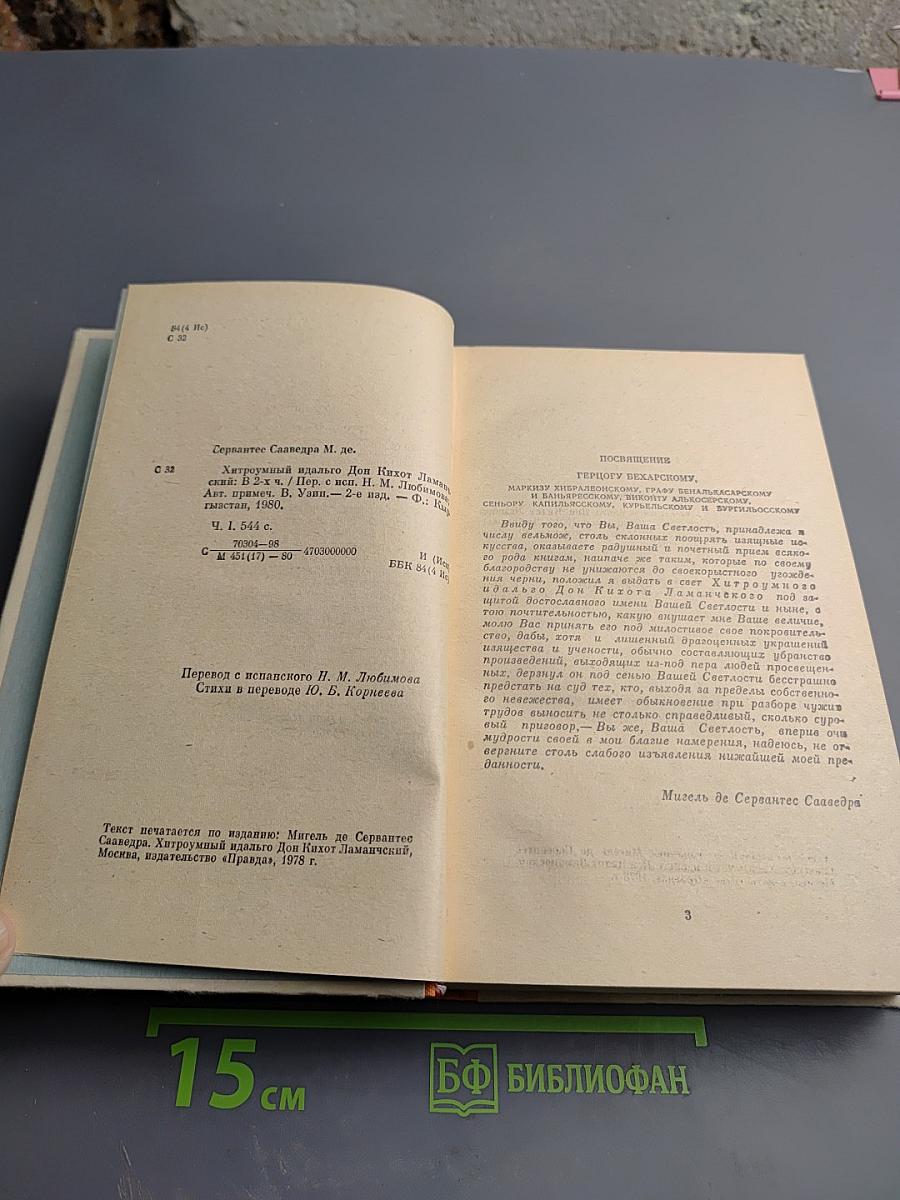 84(4 Ис)
С 32
Сервантес Сааведра М. де.
С 32
Хитроумный идальго Дон Кихот Ламанч
ский: В 2-х ч. / Пер. с исп. Н. М. Любимова
Авт. примеч. В. Узин.— 2-е изд. — Ф.: Кыр
гызстан, 1980.
Ч. I. 544 с.
С 70304—98 / М 451(17) — 80 4703000000
И (Исп
ББК 84(4 Ис)
Перевод с испанского Н. М. Любимова
Стихи в переводе Ю. Б. Корнеева
Текст печатается по изданию: Мигель де Сервантес
Сааведра. Хитроумный идальго Дон Кихот Ламанчский,
Москва, издательство «Правда», 1978 г.
ПОСВЯЩЕНИЕ
ГЕРЦОГУ БЕХАРСКОМУ,
МАРКИЗУ ХИБРАЛЕОНСКОМУ, ГРАФУ БЕНАЛЬКАСАРСКОМУ
И БАНЬЯРЕССКОМУ, ВИКОНТУ АЛЬКОСЕРСКОМУ,
СЕНЬОРУ КАПИЛЬЯССКОМУ, КУРЬЕЛЬСКОМУ И БУРГИЛЬОССКОМУ
Ввиду того, что Вы, Ваша Светлость, принадлежа к
числу вельмож, столь склонных поощрять изящные ис-
кусства, оказываете радушный и почетный прием всяко-
го рода книгам, наипаче же таким, которые по своему
благородству не унижаются до своекорыстного угожде-
ния черни, положил я выдать в свет Хитроумного
идальго Дон Кихота Ламанчского под за-
щитой достославного имени Вашей Светлости и ныне, с
тою почтительностью, какую внушает мне Ваше величие,
молю Вас принять его под милостивое свое покровитель-
ство, дабы, хотя и лишенный драгоценных украшений
изящества и учености, обычно составляющих убранство
произведений, выходящих из-под пера людей просвещен-
ных, дерзнул он под сенью Вашей Светлости бесстрашно
предстать на суд тех, кто, выходя за пределы собственно-
го невежества, имеет обыкновение при разборе чужих
трудов выносить не столько справедливый, сколько суро-
вый приговор,— Вы же, Ваша Светлость, вперив очи
мудрости своей в мои благие намерения, надеюсь, не от-
вергните столь слабого изъявления нижайшей моей пре-
данности.
Мигель де Сервантес Сааведра
3
15 см
БФ БИБЛИОФАН